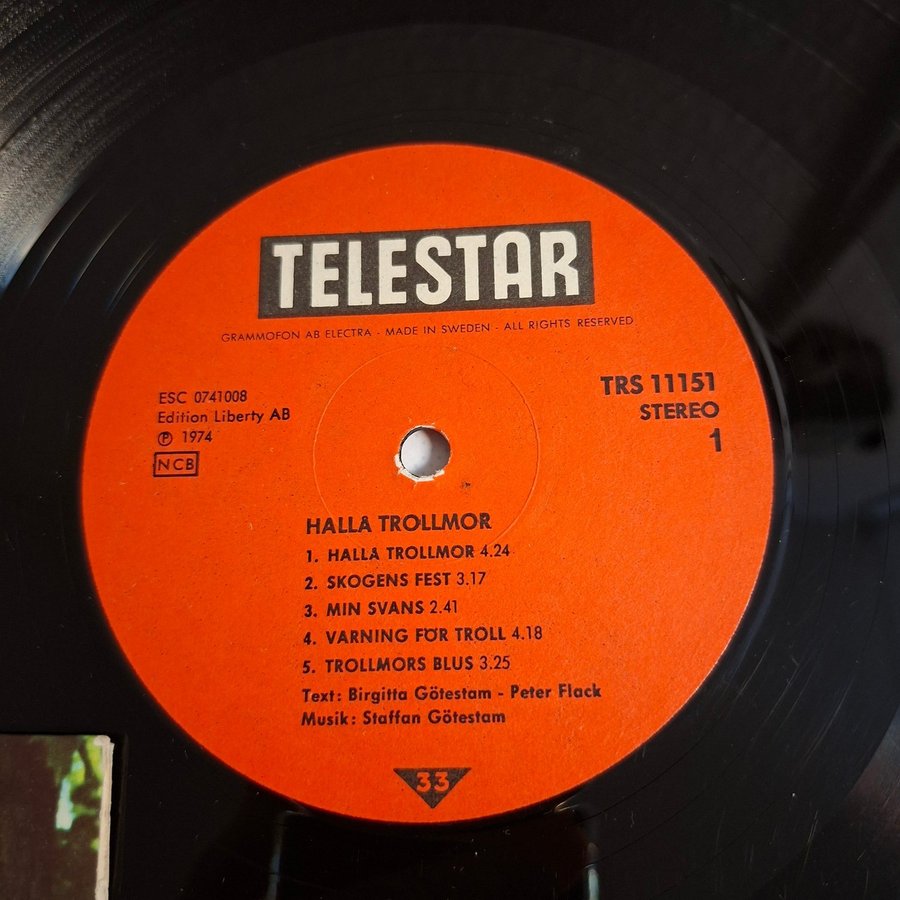 TELESTAR
GRAMMOFON AB ELECTRA - MADE IN SWEDEN - ALL RIGHTS RESERVED
ESC 0741008
Edition Liberty AB
Ⓟ 1974
NCB
TRS 11151
STEREO
1
HALLÅ TROLLMOR
1. HALLÅ TROLLMOR 4.24
2. SKOGENS FEST 3.17
3. MIN SVANS 2.41
4. VARNING FÖR TROLL 4.18
5. TROLLMORS BLUS 3.25
Text: Birgitta Götestam - Peter Flack
Musik: Staffan Götestam
33